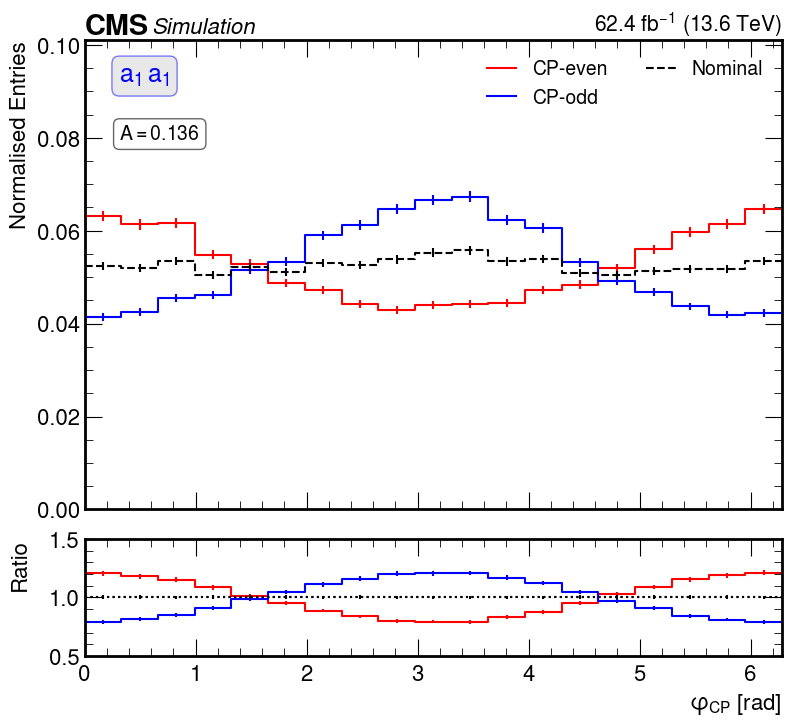 CMS Simulation 62.4 fb⁻¹ (13.6 TeV)
Normalised Entries
0.10
0.08
0.06
0.04
0.02
0.00
a₁ a₁
A = 0.136
CP-even
CP-odd
Nominal
Ratio
1.5
1.0
0.5
0 1 2 3 4 5 6
φCP [rad]